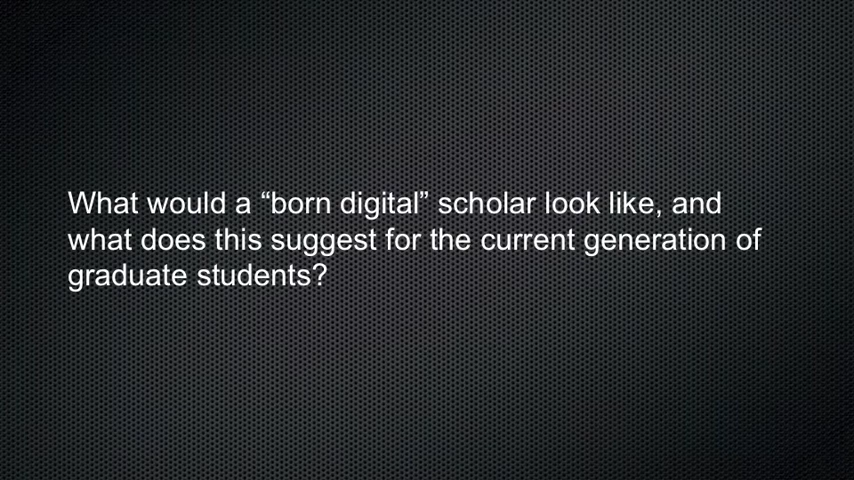 What would a “born digital” scholar look like, and
what does this suggest for the current generation of
graduate students?